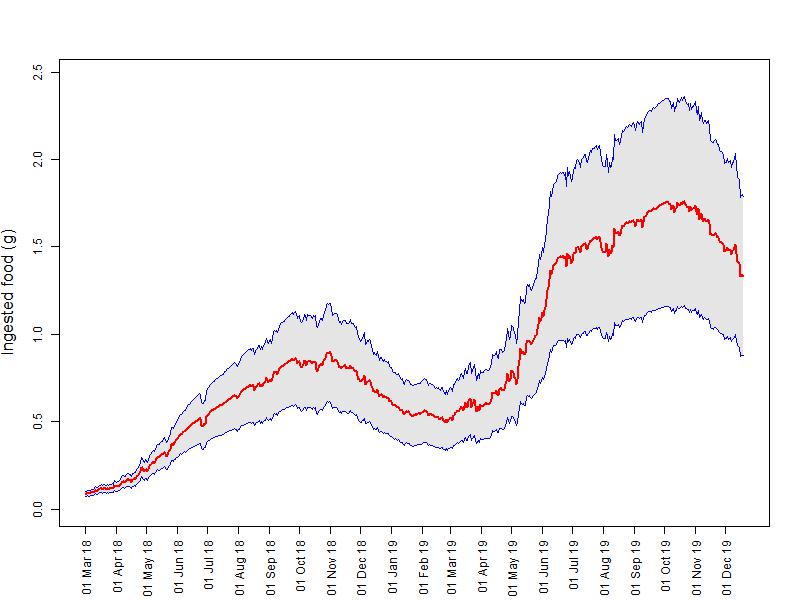 Ingested food (g)
2.5
2.0
1.5
1.0
0.5
0.0
01 Mar 18
01 Apr 18
01 May 18
01 Jun 18
01 Jul 18
01 Aug 18
01 Sep 18
01 Oct 18
01 Nov 18
01 Dec 18
01 Jan 19
01 Feb 19
01 Mar 19
01 Apr 19
01 May 19
01 Jun 19
01 Jul 19
01 Aug 19
01 Sep 19
01 Oct 19
01 Nov 19
01 Dec 19